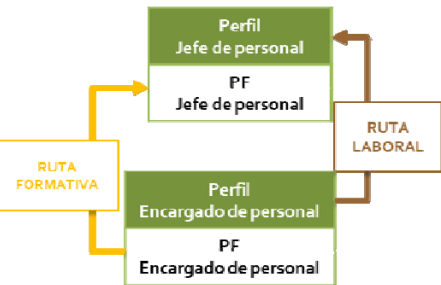 Perfil
Jefe de personal
PF
Jefe de personal
RUTA
LABORAL
RUTA
FORMATIVA
Perfil
Encargado de personal
PF
Encargado de personal